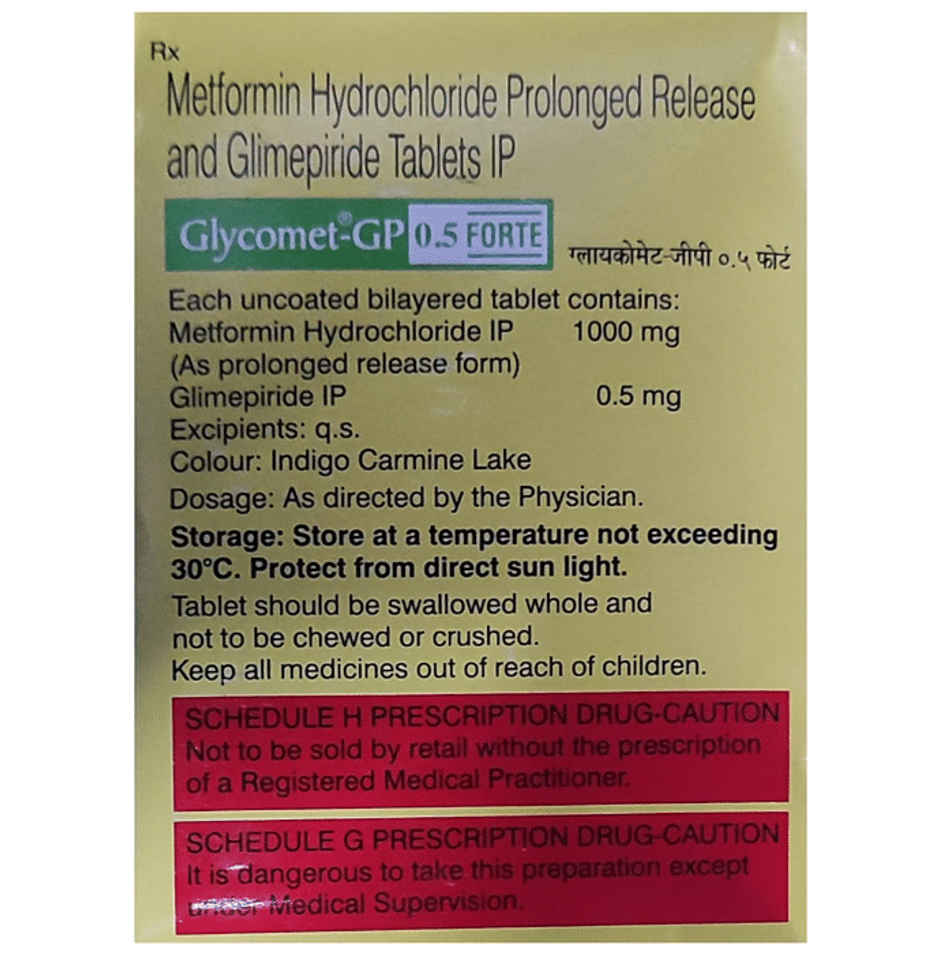 Rx
Metformin Hydrochloride Prolonged Release
and Glimepiride Tablets IP
Glycomet®-GP 0.5 FORTE
ग्लायकोमेट-जीपी ०.५ फोर्ट
Each uncoated bilayered tablet contains:
Metformin Hydrochloride IP 1000 mg
(As prolonged release form)
Glimepiride IP 0.5 mg
Excipients: q.s.
Colour: Indigo Carmine Lake
Dosage: As directed by the Physician.
Storage: Store at a temperature not exceeding
30°C. Protect from direct sun light.
Tablet should be swallowed whole and
not to be chewed or crushed.
Keep all medicines out of reach of children.
SCHEDULE H PRESCRIPTION DRUG-CAUTION
Not to be sold by retail without the prescription
of a Registered Medical Practitioner.
SCHEDULE G PRESCRIPTION DRUG-CAUTION
It is dangerous to take this preparation except
under Medical Supervision.